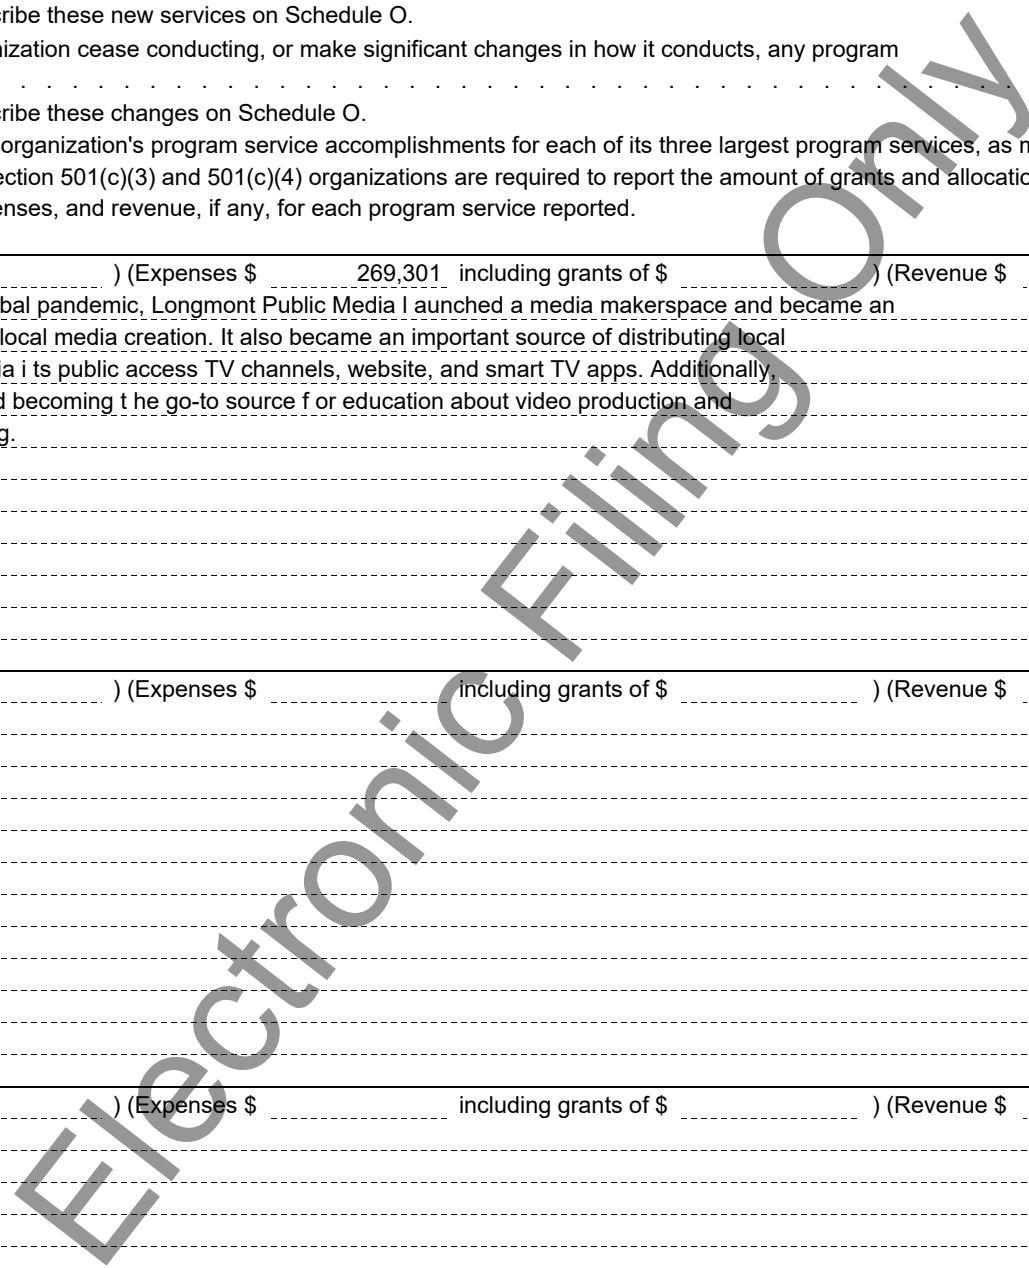 ribe these new services on Schedule O.
nization cease conducting, or make significant changes in how it conducts, any program
. . . . . . . . . . . . . . . . . . . . . . . . . . . . . . . . . . . . . . .
ribe these changes on Schedule O.
organization's program service accomplishments for each of its three largest program services, as m
ection 501(c)(3) and 501(c)(4) organizations are required to report the amount of grants and allocatio
enses, and revenue, if any, for each program service reported.
) (Expenses $ 269,301 including grants of $ ) (Revenue $
bal pandemic, Longmont Public Media l aunched a media makerspace and became an
local media creation. It also became an important source of distributing local
ia i ts public access TV channels, website, and smart TV apps. Additionally,
d becoming t he go-to source f or education about video production and
g.
) (Expenses $ including grants of $ ) (Revenue $
) (Expenses $ including grants of $ ) (Revenue $
Electronic Filing Only